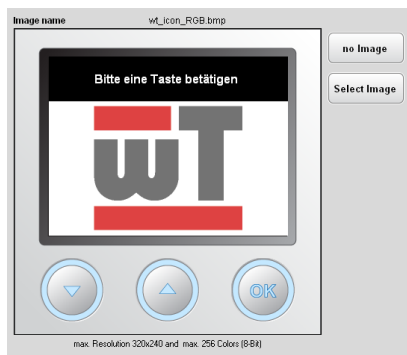 Image name wt_icon_RGB.bmp
no Image
Select Image
Bitte eine Taste betätigen
wT
OK
max. Resolution 320x240 and max. 256 Colors (8-Bit)